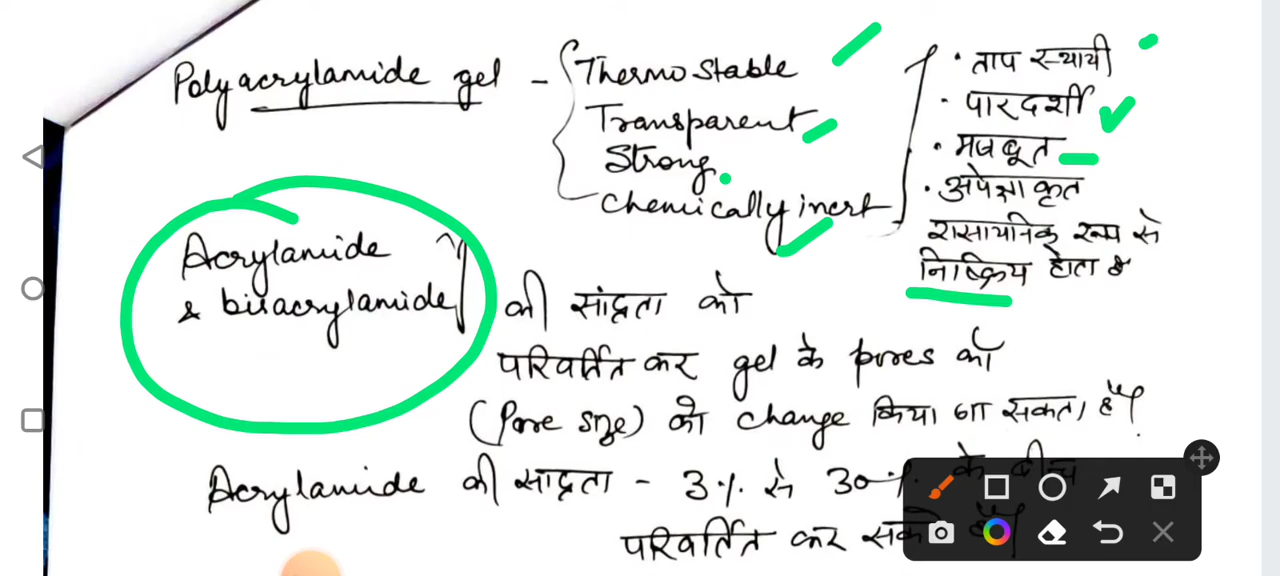 Polyacrylamide gel - Thermostable
Transparent
Strong
Chemically inert
• ताप स्थायी
• पारदर्शी
• मजबूत
• अपेक्षाकृत
रासायनिक रूप से
निष्क्रिय होता है
Acrylamide
& bisacrylamide की सांद्रता को
परिवर्तित कर gel के pores को
(Pore size) को change किया जा सकता है
Acrylamide की सांद्रता - 3% से 30% के बीच
परिवर्तित कर सकते हैं